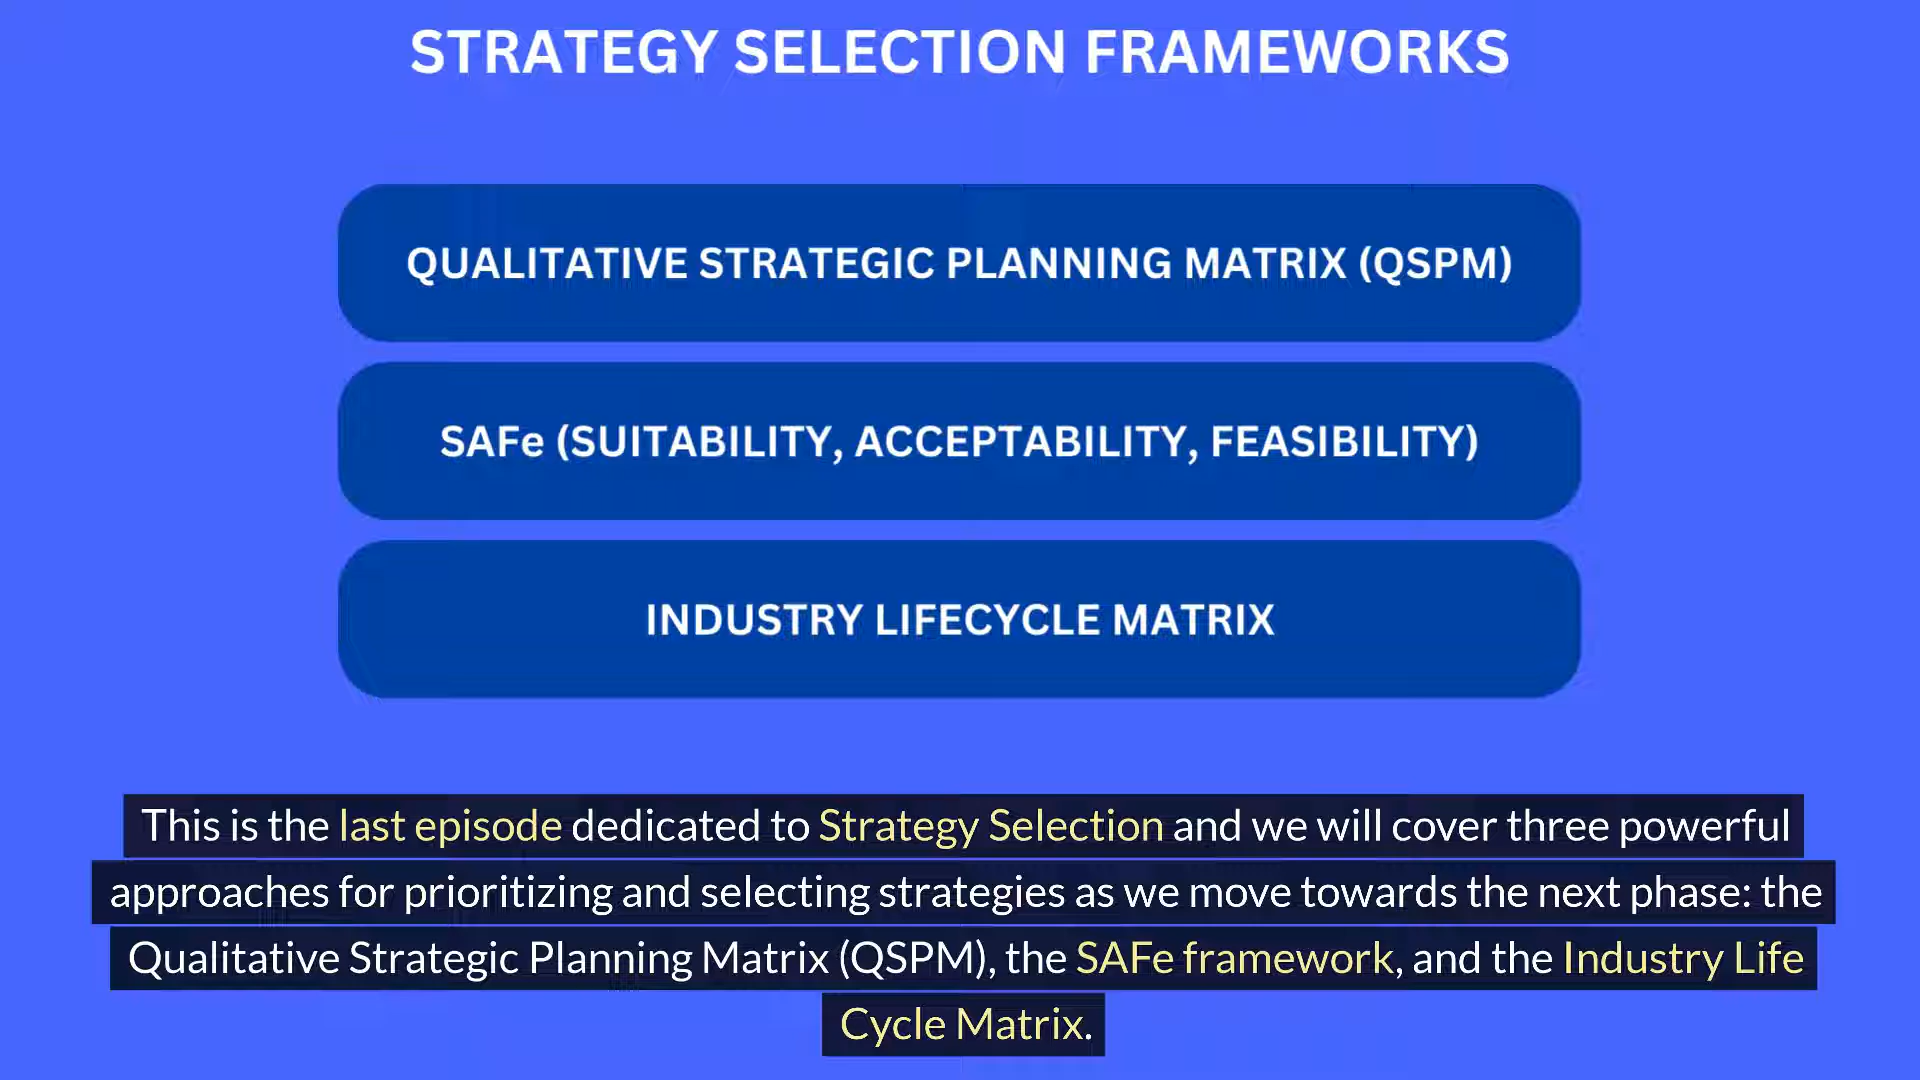 STRATEGY SELECTION FRAMEWORKS
QUALITATIVE STRATEGIC PLANNING MATRIX (QSPM)
SAFe (SUITABILITY, ACCEPTABILITY, FEASIBILITY)
INDUSTRY LIFECYCLE MATRIX
This is the last episode dedicated to Strategy Selection and we will cover three powerful
approaches for prioritizing and selecting strategies as we move towards the next phase: the
Qualitative Strategic Planning Matrix (QSPM), the SAFe framework, and the Industry Life
Cycle Matrix.